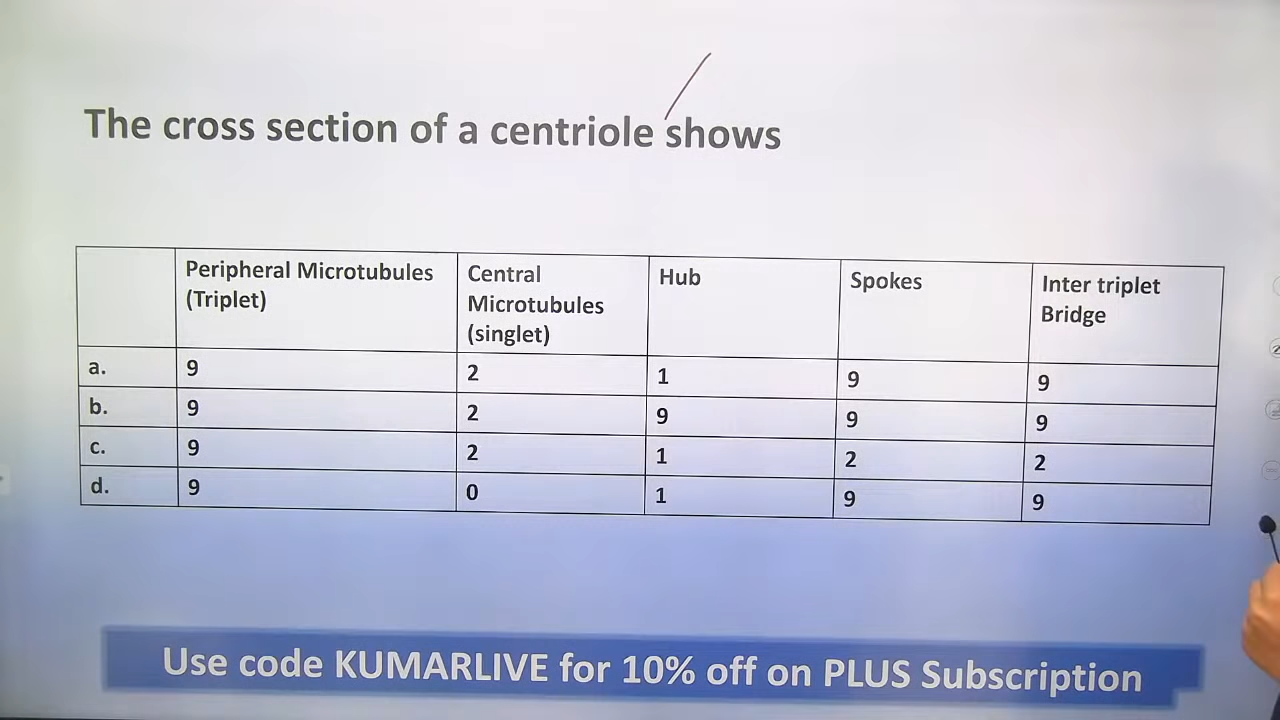 The cross section of a centriole shows
Peripheral Microtubules (Triplet) Central Microtubules (singlet) Hub Spokes Inter triplet Bridge
a. 9 2 1 9 9
b. 9 2 9 9 9
c. 9 2 1 2 2
d. 9 0 1 9 9
Use code KUMARLIVE for 10% off on PLUS Subscription